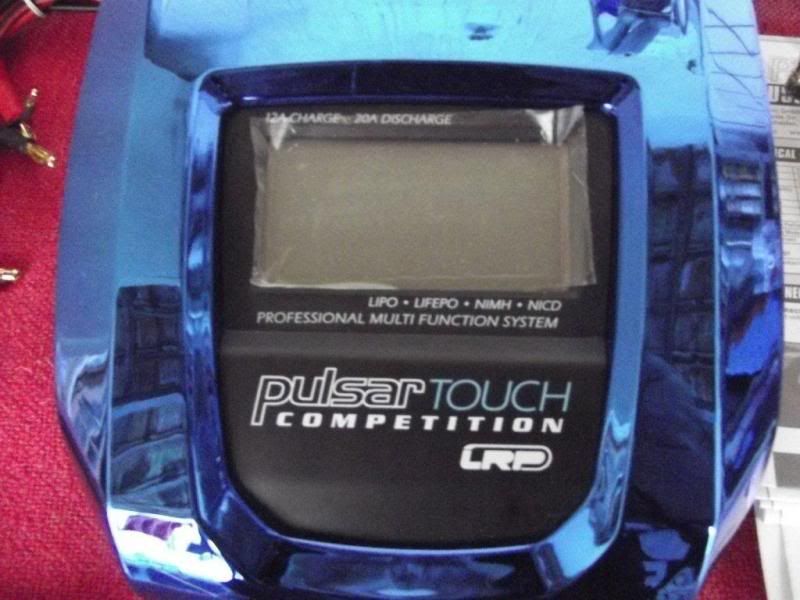 12A CHARGE - 20A DISCHARGE
LIPO • LIFEPO • NIMH • NICD
PROFESSIONAL MULTI FUNCTION SYSTEM
pulsar TOUCH
COMPETITION
LRP